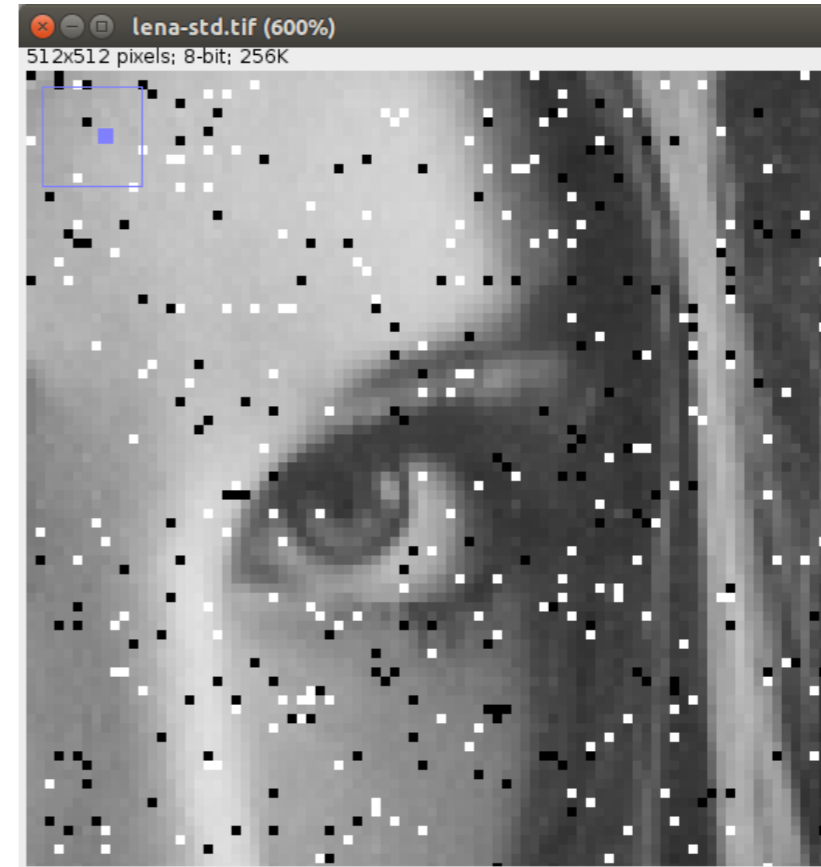 lena-std.tif (600%)
512x512 pixels; 8-bit; 256K